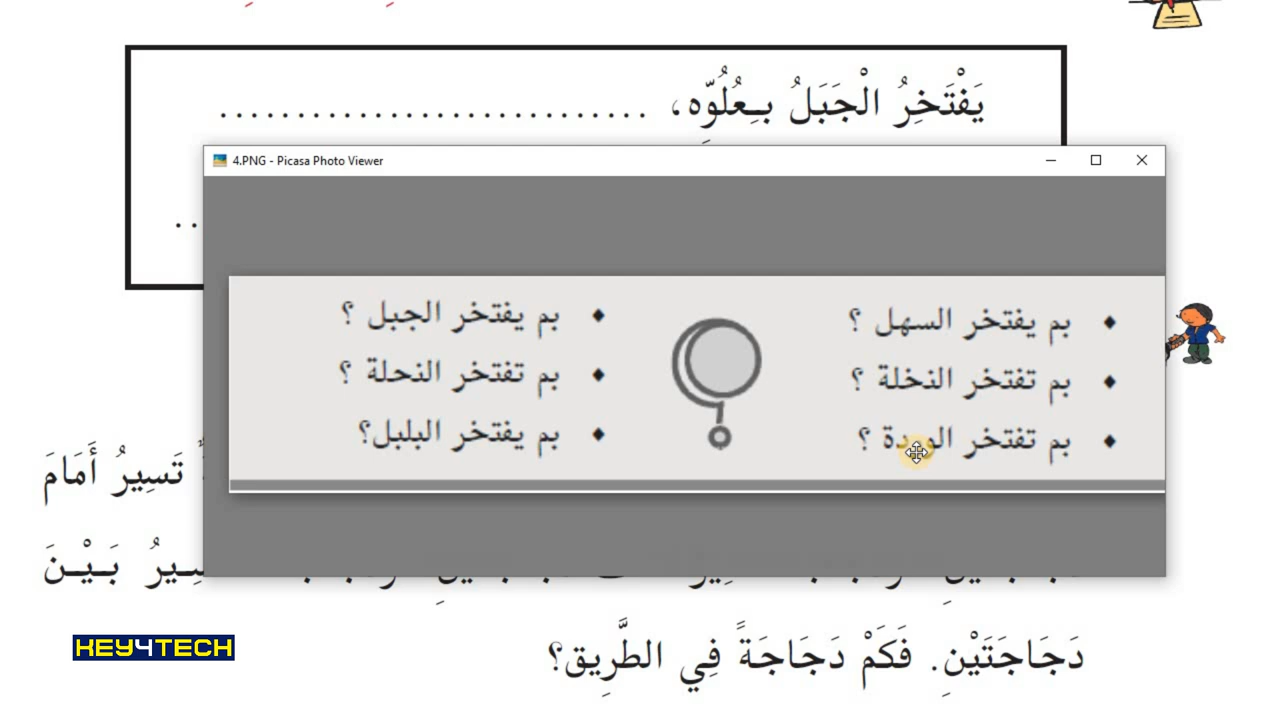 يَفْتَخِرُ الْجَبَلُ بِعُلُوِّهِ، ............................
4.PNG - Picasa Photo Viewer
..
بم يفتخر السهل ؟
بم تفتخر النخلة ؟
بم تفتخر الوردة ؟
بم يفتخر الجبل ؟
بم تفتخر النحلة ؟
بم يفتخر البلبل؟
تَسِيرُ أَمَامَ
بَيْنَ
دَجَاجَتَيْنِ. فَكَمْ دَجَاجَةً فِي الطَّرِيقِ؟
KEY4TECH